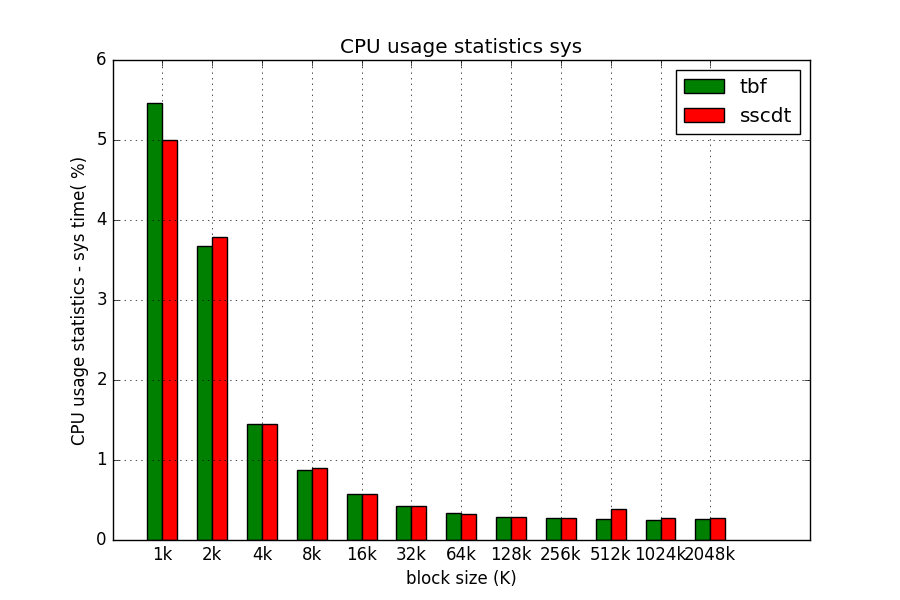 CPU usage statistics sys
tbf
sscdt
CPU usage statistics - sys time( %)
6
5
4
3
2
1
0
1k 2k 4k 8k 16k 32k 64k 128k 256k 512k 1024k 2048k
block size (K)